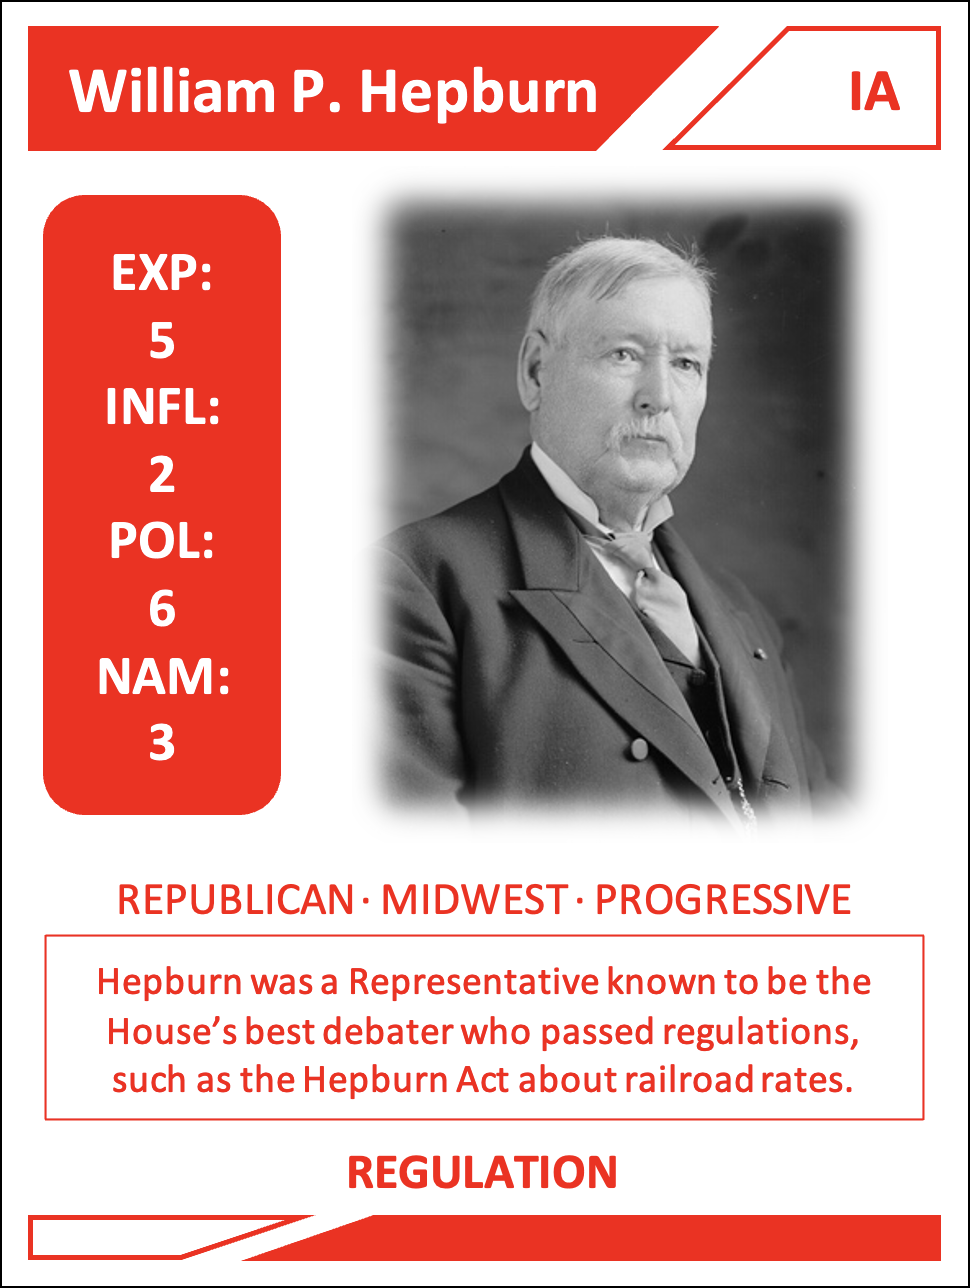 William P. Hepburn
IA
EXP:
5
INFL:
2
POL:
6
NAM:
3
REPUBLICAN · MIDWEST · PROGRESSIVE
Hepburn was a Representative known to be the
House’s best debater who passed regulations,
such as the Hepburn Act about railroad rates.
REGULATION